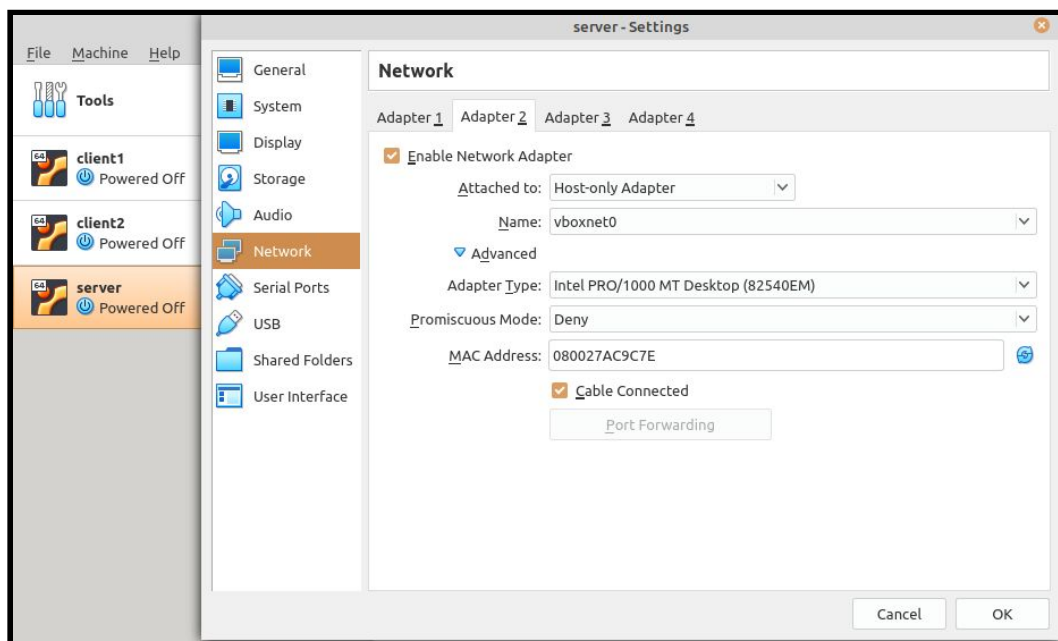 server - Settings
File Machine Help
Tools
64
client1
Powered Off
64
client2
Powered Off
64
server
Powered Off
General
System
Display
Storage
Audio
Network
Serial Ports
USB
Shared Folders
User Interface
Network
Adapter 1 Adapter 2 Adapter 3 Adapter 4
Enable Network Adapter
Attached to: Host-only Adapter
Name: vboxnet0
Advanced
Adapter Type: Intel PRO/1000 MT Desktop (82540EM)
Promiscuous Mode: Deny
MAC Address: 080027AC9C7E
Cable Connected
Port Forwarding
Cancel OK